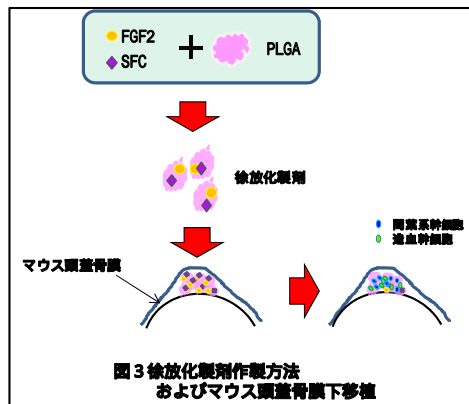 FGF2
SFC
PLGA
徐放化製剤
間葉系幹細胞
造血幹細胞
マウス頭蓋骨膜
図3徐放化製剤作製方法
およびマウス頭蓋骨膜下移植